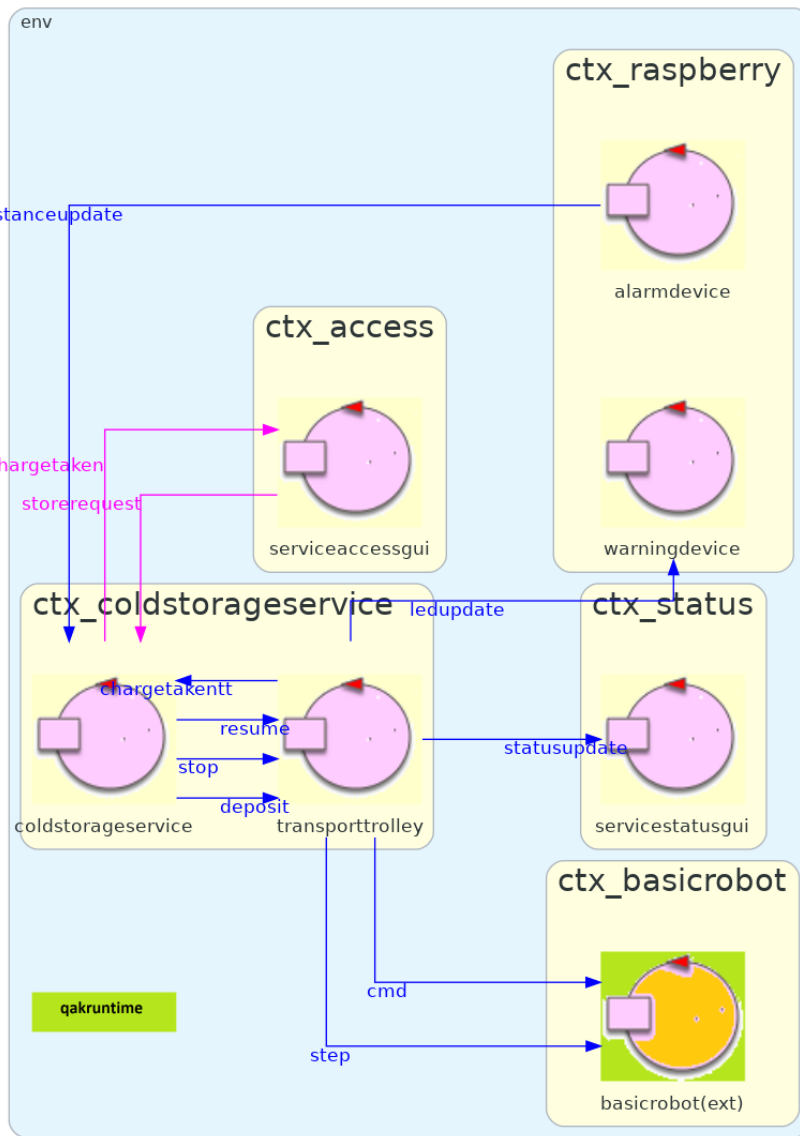 env
ctx_raspberry
stanceupdate
alarmdevice
ctx_access
hargetaken
storerequest
serviceaccessgui
warningdevice
ctx_coldstorageservice
ledupdate
ctx_status
chargetakentt
resume
statusupdate
stop
deposit
coldstorageservice
transporttrolley
servicestatusgui
ctx_basicrobot
cmd
qakruntime
step
basicrobot(ext)